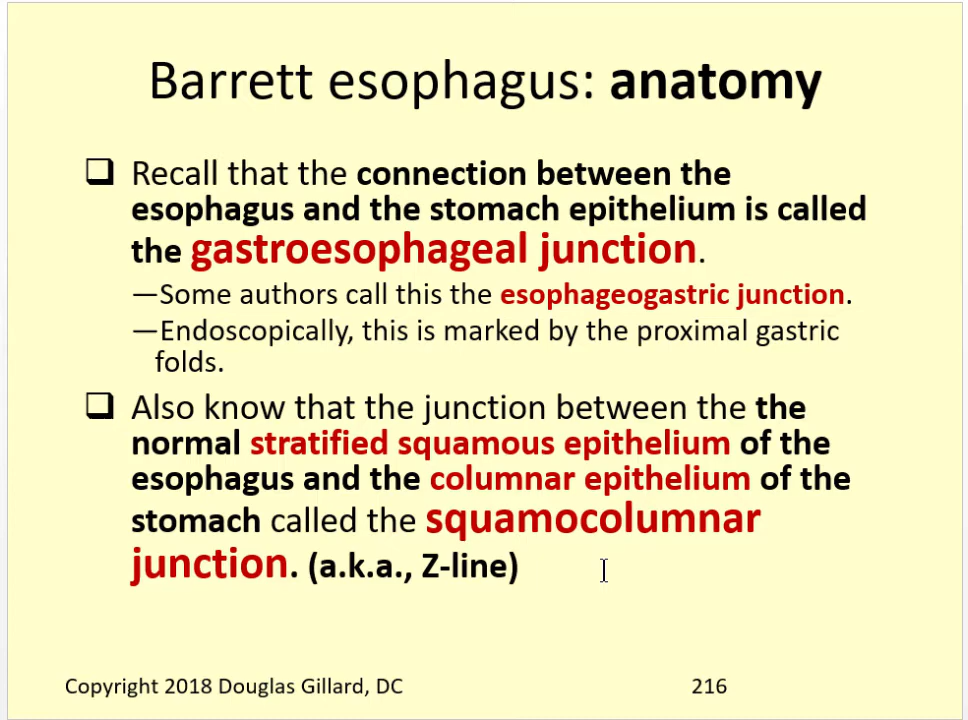 Barrett esophagus: anatomy
❑ Recall that the connection between the
esophagus and the stomach epithelium is called
the gastroesophageal junction.
—Some authors call this the esophageogastric junction.
—Endoscopically, this is marked by the proximal gastric
folds.
❑ Also know that the junction between the the
normal stratified squamous epithelium of the
esophagus and the columnar epithelium of the
stomach called the squamocolumnar
junction. (a.k.a., Z-line)
Copyright 2018 Douglas Gillard, DC 216